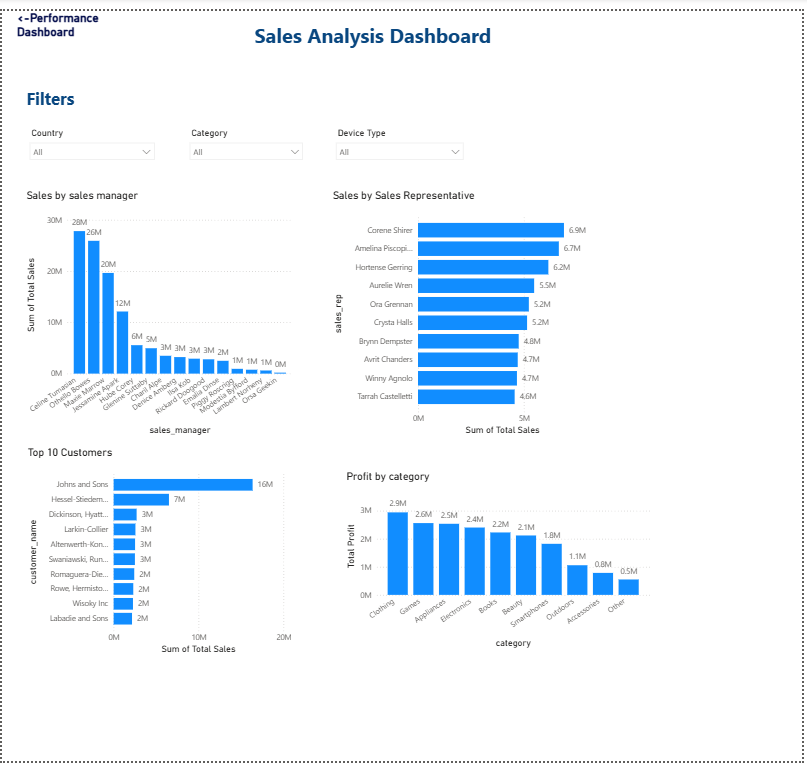 <-Performance
Dashboard
Sales Analysis Dashboard
Filters
Country
Category
Device Type
All
All
All
Sales by sales manager
30M
20M
10M
0M
Sum of Total Sales
28M
26M
20M
12M
6M
5M
3M
3M
3M
3M
2M
1M
1M
1M
0M
Celine Tumasian
Othello Bowes
Maxie Marrow
Jessamine Apark
Hube Corey
Glenine Suttaby
Charil Alpe
Denice Amberg
Ilsa Kob
Rickard Doogood
Emalia Dinse
Piggy Roscrigg
Modestia Byfford
Lambert Norheny
Orsa Geekin
sales_manager
Sales by Sales Representative
sales_rep
Corene Shirer
6.9M
Amelina Piscopi...
6.7M
Hortense Gerring
6.2M
Aurelie Wren
5.5M
Ora Grennan
5.2M
Crysta Halls
5.2M
Brynn Dempster
4.8M
Avrit Chanders
4.7M
Winny Agnolo
4.7M
Tarrah Castelletti
4.6M
0M
5M
Sum of Total Sales
Top 10 Customers
customer_name
Johns and Sons
16M
Hessel-Stiedem...
7M
Dickinson, Hyatt...
3M
Larkin-Collier
3M
Altenwerth-Kon...
3M
Swaniawski, Run...
3M
Romaguera-Die...
2M
Rowe, Hermisto...
2M
Wisoky Inc
2M
Labadie and Sons
2M
0M
10M
20M
Sum of Total Sales
Profit by category
3M
2M
1M
0M
Total Profit
2.9M
2.6M
2.5M
2.4M
2.2M
2.1M
1.8M
1.1M
0.8M
0.5M
Clothing
Games
Appliances
Electronics
Books
Beauty
Smartphones
Outdoors
Accessories
Other
category